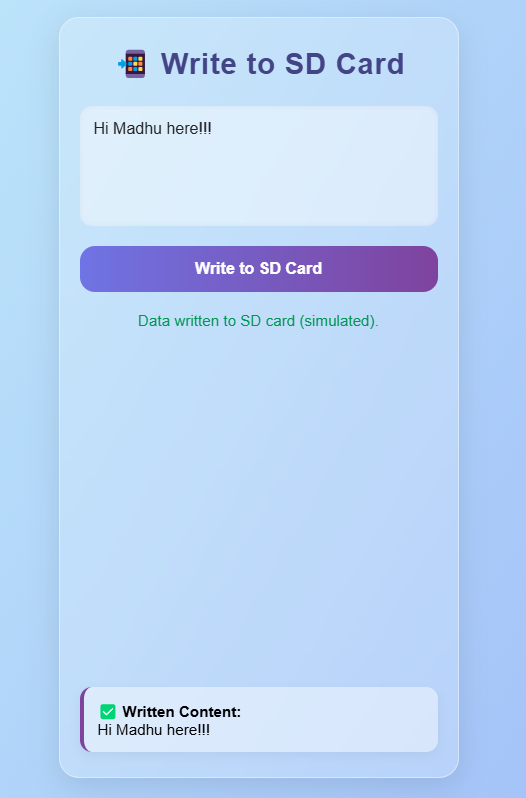 📲 Write to SD Card
Hi Madhu here!!!
Write to SD Card
Data written to SD card (simulated).
✅ Written Content:
Hi Madhu here!!!